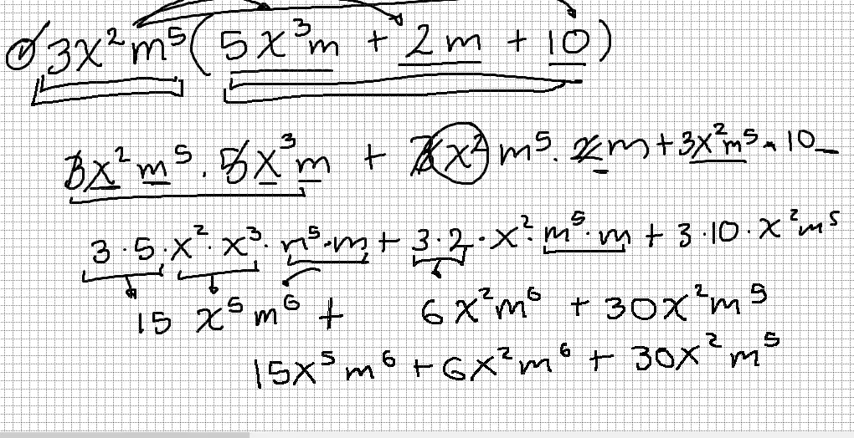 3x²m⁵(5x³m + 2m + 10)
3x²m⁵.5x³m + 3x²m⁵.2m+3x²m⁵.10
3·5·x²·x³·m⁵·m+3·2·x²·m⁵·m+3·10·x²m⁵
15 x⁵m⁶ + 6x²m⁶ + 30x²m⁵
15x⁵m⁶+6x²m⁶+30x²m⁵